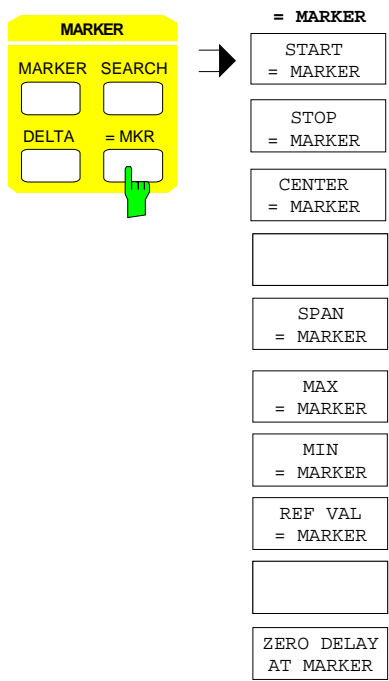 MARKER
MARKER SEARCH
DELTA = MKR
= MARKER
START
= MARKER
STOP
= MARKER
CENTER
= MARKER
SPAN
= MARKER
MAX
= MARKER
MIN
= MARKER
REF VAL
= MARKER
ZERO DELAY
AT MARKER